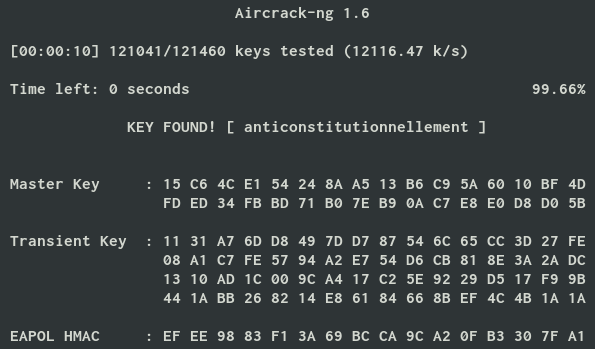 Aircrack-ng 1.6
[00:00:10] 121041/121460 keys tested (12116.47 k/s)
Time left: 0 seconds 99.66%
KEY FOUND! [ anticonstitutionnellement ]
Master Key : 15 C6 4C E1 54 24 8A A5 13 B6 C9 5A 60 10 BF 4D
FD ED 34 FB BD 71 B0 7E B9 0A C7 E8 E0 D8 D0 5B
Transient Key : 11 31 A7 6D D8 49 7D D7 87 54 6C 65 CC 3D 27 FE
08 A1 C7 FE 57 94 A2 E7 54 D6 CB 81 8E 3A 2A DC
13 10 AD 1C 00 9C A4 17 C2 5E 92 29 D5 17 F9 9B
44 1A BB 26 82 14 E8 61 84 66 8B EF 4C 4B 1A 1A
EAPOL HMAC : EF EE 98 83 F1 3A 69 BC CA 9C A2 0F B3 30 7F A1